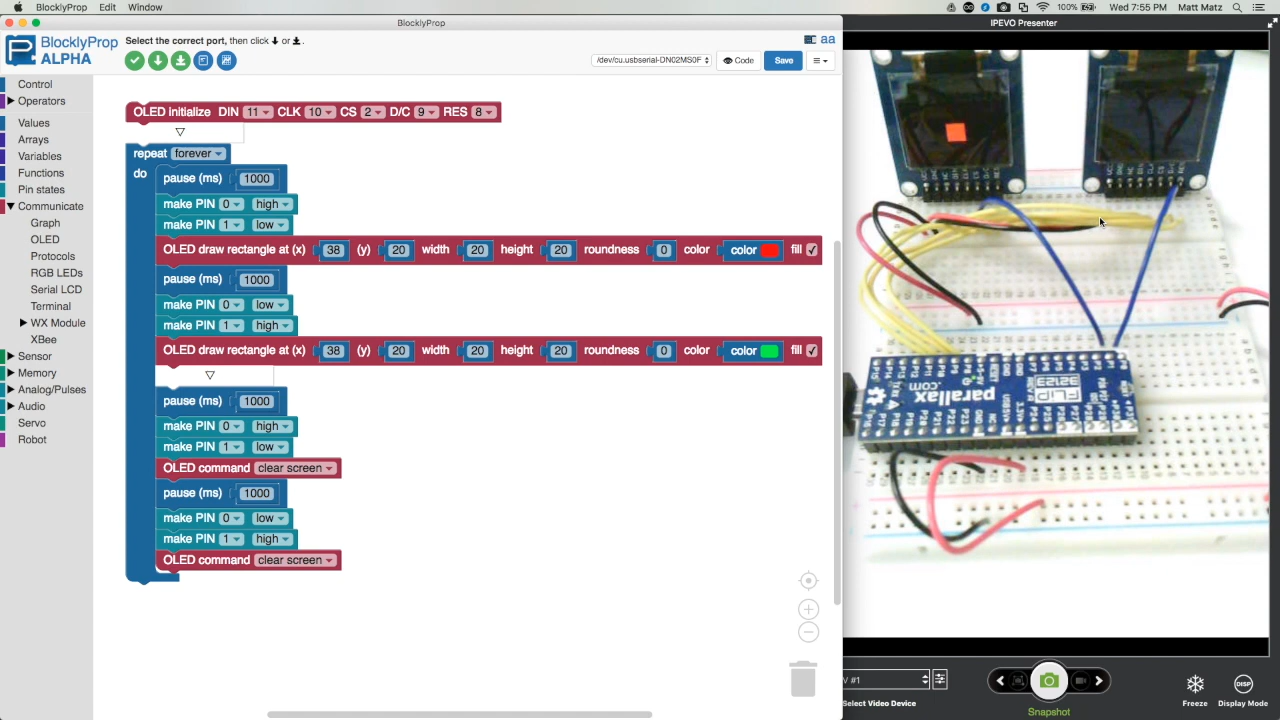 BlocklyProp Edit Window
100% Wed 7:55 PM Matt Matz
BlocklyProp
IPEVO Presenter
BlocklyProp
ALPHA
Select the correct port, then click or .
aa
/dev/cu.usbserial-DN02MS0F
Code
Save
Control
Operators
Values
Arrays
Variables
Functions
Pin states
Communicate
Graph
OLED
Protocols
RGB LEDs
Serial LCD
Terminal
WX Module
XBee
Sensor
Memory
Analog/Pulses
Audio
Servo
Robot
OLED initialize DIN 11 CLK 10 CS 2 D/C 9 RES 8
repeat forever
do
pause (ms) 1000
make PIN 0 high
make PIN 1 low
OLED draw rectangle at (x) 38 (y) 20 width 20 height 20 roundness 0 color color fill
pause (ms) 1000
make PIN 0 low
make PIN 1 high
OLED draw rectangle at (x) 38 (y) 20 width 20 height 20 roundness 0 color color fill
pause (ms) 1000
make PIN 0 high
make PIN 1 low
OLED command clear screen
pause (ms) 1000
make PIN 0 low
make PIN 1 high
OLED command clear screen
parallax
.com
FLiP
32123
V #1
Select Video Device
Snapshot
Freeze
DISP
Display Mode